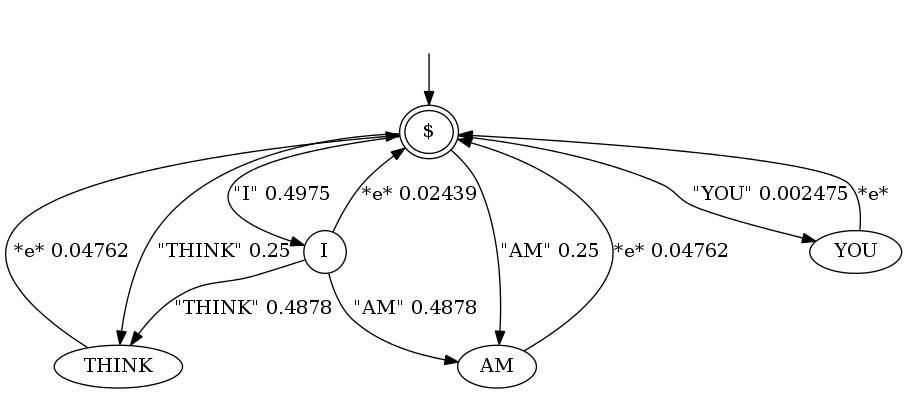 $
"I" 0.4975
*e* 0.02439
"YOU" 0.002475
*e*
*e* 0.04762
"THINK" 0.25
I
"AM" 0.25
*e* 0.04762
YOU
"THINK" 0.4878
"AM" 0.4878
THINK
AM